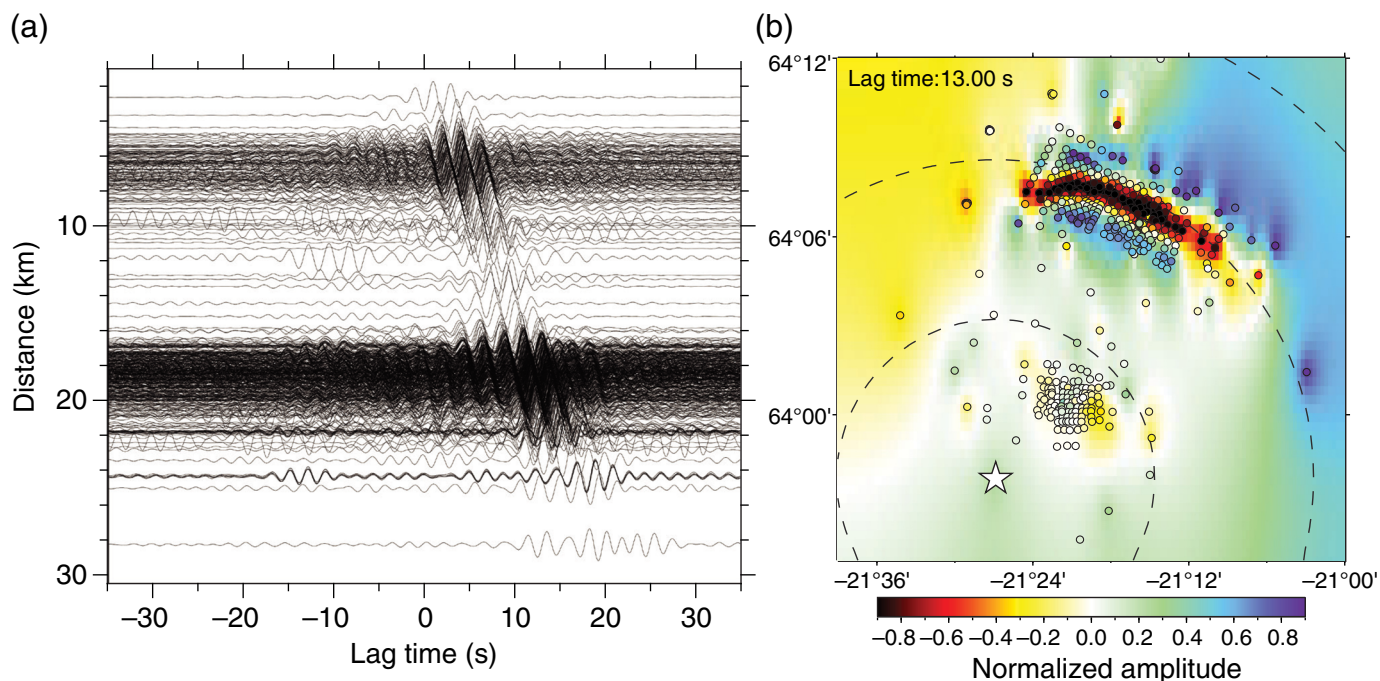 (a)
−30 −20 −10 0 10 20 30
10
20
30
Distance (km)
Lag time (s)
(b)
Lag time:13.00 s
64°12'
64°06'
64°00'
−21°36' −21°24' −21°12' −21°00'
−0.8 −0.6 −0.4 −0.2 0.0 0.2 0.4 0.6 0.8
Normalized amplitude